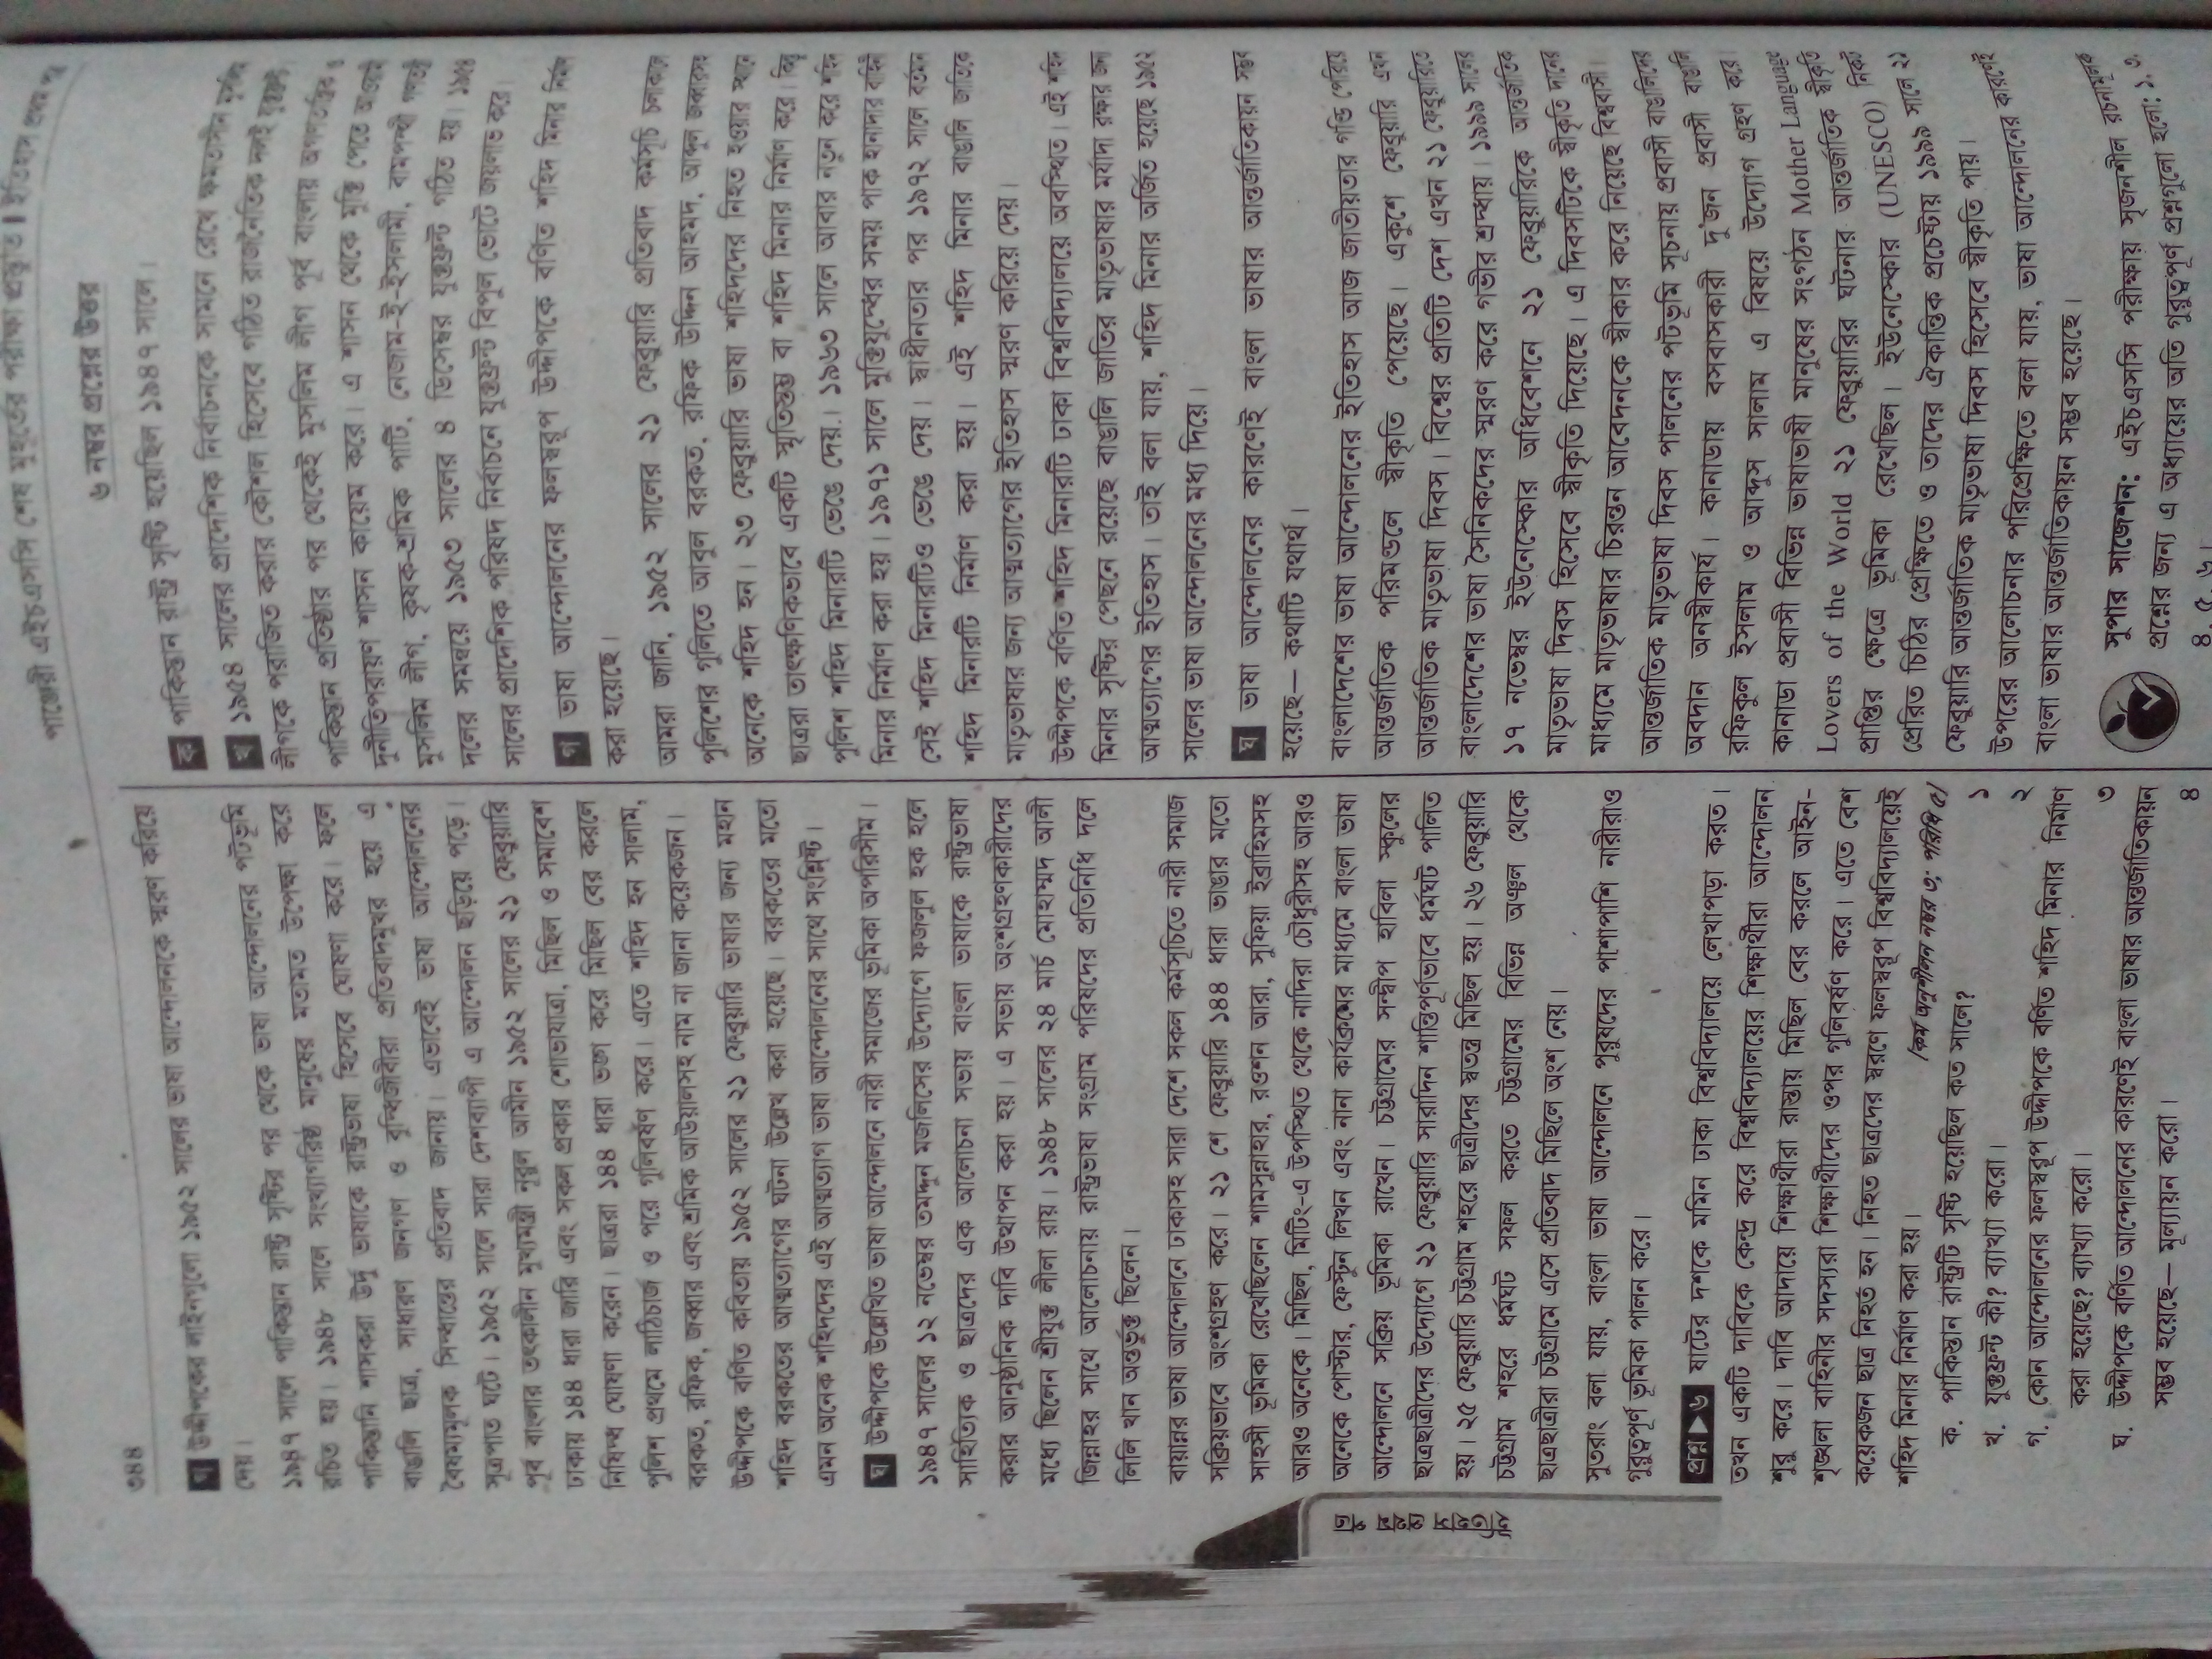 পাঞ্জেরী এইচএসসি শেষ মুহূর্তের পরীক্ষা প্রস্তুতি ॥ ইতিহাস প্রথম পত্র
৩৪৪
গ উদ্দীপকের লাইনগুলো ১৯৫২ সালের ভাষা আন্দোলনকে স্মরণ করিয়ে
দেয়।
১৯৪৭ সালে পাকিস্তান রাষ্ট্র সৃষ্টির পর থেকে ভাষা আন্দোলনের পটভূমি
রচিত হয়। ১৯৪৮ সালে সংখ্যাগরিষ্ঠ মানুষের মতামত উপেক্ষা করে
পাকিস্তানি শাসকরা উর্দু ভাষাকে রাষ্ট্রভাষা হিসেবে ঘোষণা করে। ফলে
বাঙালি ছাত্র, সাধারণ জনগণ ও বুদ্ধিজীবীরা প্রতিবাদমুখর হয়ে এ
বৈষম্যমূলক সিদ্ধান্তের প্রতিবাদ জানায়। এভাবেই ভাষা আন্দোলনের
সূত্রপাত ঘটে। ১৯৫২ সালে সারা দেশব্যাপী এ আন্দোলন ছড়িয়ে পড়ে।
পূর্ব বাংলার তৎকালীন মুখ্যমন্ত্রী নূরুল আমীন ১৯৫২ সালের ২১ ফেব্রুয়ারি
ঢাকায় ১৪৪ ধারা জারি এবং সকল প্রকার শোভাযাত্রা, মিছিল ও সমাবেশ
নিষিদ্ধ ঘোষণা করেন। ছাত্ররা ১৪৪ ধারা ভঙ্গ করে মিছিল বের করলে
পুলিশ প্রথমে লাঠিচার্জ ও পরে গুলিবর্ষণ করে। এতে শহিদ হন সালাম,
বরকত, রফিক, জব্বার এবং শ্রমিক আউয়ালসহ নাম না জানা কয়েকজন।
উদ্দীপকে বর্ণিত কবিতায় ১৯৫২ সালের ২১ ফেব্রুয়ারি ভাষার জন্য মহান
শহিদ বরকতের আত্মত্যাগের ঘটনা উল্লেখ করা হয়েছে। বরকতের মতো
এমন অনেক শহিদদের এই আত্মত্যাগ ভাষা আন্দোলনের সাথে সংশ্লিষ্ট।
ঘ উদ্দীপকে উল্লেখিত ভাষা আন্দোলনে নারী সমাজের ভূমিকা অপরিসীম।
১৯৪৭ সালের ১২ নভেম্বর তমদ্দুন মজলিসের উদ্যোগে ফজলুল হক হলে
সাহিত্যিক ও ছাত্রদের এক আলোচনা সভায় বাংলা ভাষাকে রাষ্ট্রভাষা
করার আনুষ্ঠানিক দাবি উত্থাপন করা হয়। এ সভায় অংশগ্রহণকারীদের
মধ্যে ছিলেন শ্রীযুক্ত লীলা রায়। ১৯৪৮ সালের ২৪ মার্চ মোহাম্মদ আলী
জিন্নাহর সাথে আলোচনায় রাষ্ট্রভাষা সংগ্রাম পরিষদের প্রতিনিধি দলে
লিলি খান অন্তর্ভুক্ত ছিলেন।
বায়ান্নর ভাষা আন্দোলনে ঢাকাসহ সারা দেশে সকল কর্মসূচিতে নারী সমাজ
সক্রিয়ভাবে অংশগ্রহণ করে। ২১ শে ফেব্রুয়ারি ১৪৪ ধারা ভাঙার মতো
সাহসী ভূমিকা রেখেছিলেন শামসুন্নাহার, রওশন আরা, সুফিয়া ইব্রাহিমসহ
আরও অনেকে। মিছিল, মিটিং-এ উপস্থিত থেকে নাদিরা চৌধুরীসহ আরও
অনেকে পোস্টার, ফেস্টুন লিখন এবং নানা কার্যক্রমের মাধ্যমে বাংলা ভাষা
আন্দোলনে সক্রিয় ভূমিকা রাখেন। চট্টগ্রামের সন্দ্বীপ হাবিলা স্কুলের
ছাত্রছাত্রীদের উদ্যোগে ২১ ফেব্রুয়ারি সারাদিন শান্তিপূর্ণভাবে ধর্মঘট পালিত
হয়। ২৫ ফেব্রুয়ারি চট্টগ্রাম শহরে ছাত্রীদের স্বতন্ত্র মিছিল হয়। ২৬ ফেব্রুয়ারি
চট্টগ্রাম শহরে ধর্মঘট সফল করতে চট্টগ্রামের বিভিন্ন অঞ্চল থেকে
ছাত্রছাত্রীরা চট্টগ্রামে এসে প্রতিবাদ মিছিলে অংশ নেয়।
সুতরাং বলা যায়, বাংলা ভাষা আন্দোলনে পুরুষদের পাশাপাশি নারীরাও
গুরুত্বপূর্ণ ভূমিকা পালন করে।
প্রশ্ন ▶ ৬ ষাটের দশকে মমিন ঢাকা বিশ্ববিদ্যালয়ে লেখাপড়া করত।
তখন একটি দাবিকে কেন্দ্র করে বিশ্ববিদ্যালয়ের শিক্ষার্থীরা আন্দোলন
শুরু করে। দাবি আদায়ে শিক্ষার্থীরা রাস্তায় মিছিল বের করলে আইন-
শৃঙ্খলা বাহিনীর সদস্যরা শিক্ষার্থীদের ওপর গুলিবর্ষণ করে। এতে বেশ
কয়েকজন ছাত্র নিহত হন। নিহত ছাত্রদের স্বরণে ফলস্বরূপ বিশ্ববিদ্যালয়েই
শহিদ মিনার নির্মাণ করা হয়।
/কর্ম অনুশীলন নম্বর ৩; পরিধি ৫/
ক. পাকিস্তান রাষ্ট্রটি সৃষ্টি হয়েছিল কত সালে? ১
খ. যুক্তফ্রন্ট কী? ব্যাখ্যা করো। ২
গ. কোন আন্দোলনের ফলস্বরূপ উদ্দীপকে বর্ণিত শহিদ মিনার নির্মাণ
করা হয়েছে? ব্যাখ্যা করো। ৩
ঘ. উদ্দীপকে বর্ণিত আন্দোলনের কারণেই বাংলা ভাষার আন্তর্জাতিকায়ন
সম্ভব হয়েছে— মূল্যায়ন করো। ৪
ইতিহাস প্রথম পত্র
৬ নম্বর প্রশ্নের উত্তর
ক পাকিস্তান রাষ্ট্র সৃষ্টি হয়েছিল ১৯৪৭ সালে।
খ ১৯৫৪ সালের প্রাদেশিক নির্বাচনকে সামনে রেখে ক্ষমতাসীন মুসলিম
লীগকে পরাজিত করার কৌশল হিসেবে গঠিত রাজনৈতিক দলই যুক্তফ্রন্ট।
পাকিস্তান প্রতিষ্ঠার পর থেকেই মুসলিম লীগ পূর্ব বাংলায় অগণতান্ত্রিক ও
দুর্নীতিপরায়ণ শাসন কায়েম করে। এ শাসন থেকে মুক্তি পেতে আওয়ামী
মুসলিম লীগ, কৃষক-শ্রমিক পার্টি, নেজাম-ই-ইসলামী, বামপন্থী গণতন্ত্রী
দলের সমন্বয়ে ১৯৫৩ সালের ৪ ডিসেম্বর যুক্তফ্রন্ট গঠিত হয়। ১৯৫৪
সালের প্রাদেশিক পরিষদ নির্বাচনে যুক্তফ্রন্ট বিপুল ভোটে জয়লাভ করে।
গ ভাষা আন্দোলনের ফলস্বরূপ উদ্দীপকে বর্ণিত শহিদ মিনার নির্মাণ
করা হয়েছে।
আমরা জানি, ১৯৫২ সালের ২১ ফেব্রুয়ারি প্রতিবাদ কর্মসূচি চলাকালে
পুলিশের গুলিতে আবুল বরকত, রফিক উদ্দিন আহমদ, আব্দুল জব্বারসহ
অনেকে শহিদ হন। ২৩ ফেব্রুয়ারি ভাষা শহিদদের নিহত হওয়ার স্থানে
ছাত্ররা তাৎক্ষণিকভাবে একটি স্মৃতিস্তম্ভ বা শহিদ মিনার নির্মাণ করে। কিন্তু
পুলিশ শহিদ মিনারটি ভেঙে দেয়.। ১৯৬৩ সালে আবার নতুন করে শহিদ
মিনার নির্মাণ করা হয়। ১৯৭১ সালে মুক্তিযুদ্ধের সময় পাক হানাদার বাহিনী
সেই শহিদ মিনারটিও ভেঙে দেয়। স্বাধীনতার পর ১৯৭২ সালে বর্তমান
শহিদ মিনারটি নির্মাণ করা হয়। এই শহিদ মিনার বাঙালি জাতিকে
মাতৃভাষার জন্য আত্মত্যাগের ইতিহাস স্মরণ করিয়ে দেয়।
উদ্দীপকে বর্ণিত শহিদ মিনারটি ঢাকা বিশ্ববিদ্যালয়ে অবস্থিত। এই শহিদ
মিনার সৃষ্টির পেছনে রয়েছে বাঙালি জাতির মাতৃভাষার মর্যাদা রক্ষার জন্য
আত্মত্যাগের ইতিহাস। তাই বলা যায়, শহিদ মিনার অর্জিত হয়েছে ১৯৫২
সালের ভাষা আন্দোলনের মধ্য দিয়ে।
ঘ ভাষা আন্দোলনের কারণেই বাংলা ভাষার আন্তর্জাতিকায়ন সম্ভব
হয়েছে— কথাটি যথার্থ।
বাংলাদেশের ভাষা আন্দোলনের ইতিহাস আজ জাতীয়তার গণ্ডি পেরিয়ে
আন্তর্জাতিক পরিমণ্ডলে স্বীকৃতি পেয়েছে। একুশে ফেব্রুয়ারি এখন
আন্তর্জাতিক মাতৃভাষা দিবস। বিশ্বের প্রতিটি দেশ এখন ২১ ফেব্রুয়ারিতে
বাংলাদেশের ভাষা সৈনিকদের স্মরণ করে গভীর শ্রদ্ধায়। ১৯৯৯ সালের
১৭ নভেম্বর ইউনেস্কোর অধিবেশনে ২১ ফেব্রুয়ারিকে আন্তর্জাতিক
মাতৃভাষা দিবস হিসেবে স্বীকৃতি দিয়েছে। এ দিবসটিকে স্বীকৃতি দানের
মাধ্যমে মাতৃভাষার চিরন্তন আবেদনকে স্বীকার করে নিয়েছে বিশ্ববাসী।
আন্তর্জাতিক মাতৃভাষা দিবস পালনের পটভূমি সূচনায় প্রবাসী বাঙালিদের
অবদান অনস্বীকার্য। কানাডায় বসবাসকারী দু'জন প্রবাসী বাঙালি
রফিকুল ইসলাম ও আব্দুস সালাম এ বিষয়ে উদ্যোগ গ্রহণ করে।
কানাডা প্রবাসী বিভিন্ন ভাষাভাষী মানুষের সংগঠন Mother Language
Lovers of the World ২১ ফেব্রুয়ারির ঘটনার আন্তর্জাতিক স্বীকৃতি
প্রাপ্তির ক্ষেত্রে ভূমিকা রেখেছিল। ইউনেস্কোর (UNESCO) নিকট
প্রেরিত চিঠির প্রেক্ষিতে ও তাদের ঐকান্তিক প্রচেষ্টায় ১৯৯৯ সালে ২১
ফেব্রুয়ারি আন্তর্জাতিক মাতৃভাষা দিবস হিসেবে স্বীকৃতি পায়।
উপরের আলোচনার পরিপ্রেক্ষিতে বলা যায়, ভাষা আন্দোলনের কারণেই
বাংলা ভাষার আন্তর্জাতিকায়ন সম্ভব হয়েছে।
সুপার সাজেশন: এইচএসসি পরীক্ষায় সৃজনশীল রচনামূলক
প্রশ্নের জন্য এ অধ্যায়ের অতি গুরুত্বপূর্ণ প্রশ্নগুলো হলো: ১, ৩,
৪, ৫, ৬।